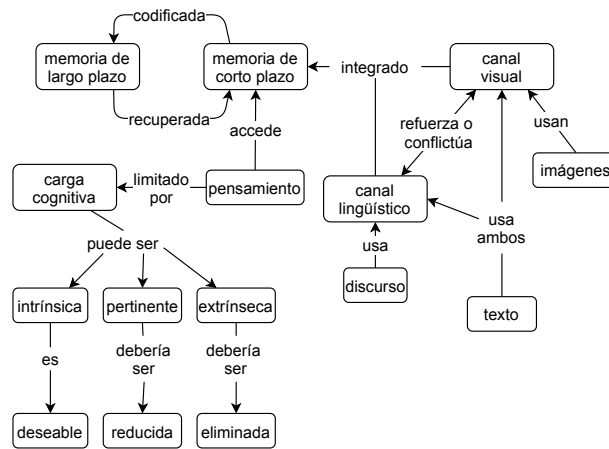 codificada
memoria de
largo plazo
memoria de
corto plazo
integrado
canal
visual
recuperada
accede
refuerza o
conflictúa
usan
imágenes
carga
cognitiva
limitado
por
pensamiento
canal
lingüístico
usa
ambos
puede ser
usa
discurso
texto
intrínsica
pertinente
extrínseca
es
debería
ser
debería
ser
deseable
reducida
eliminada